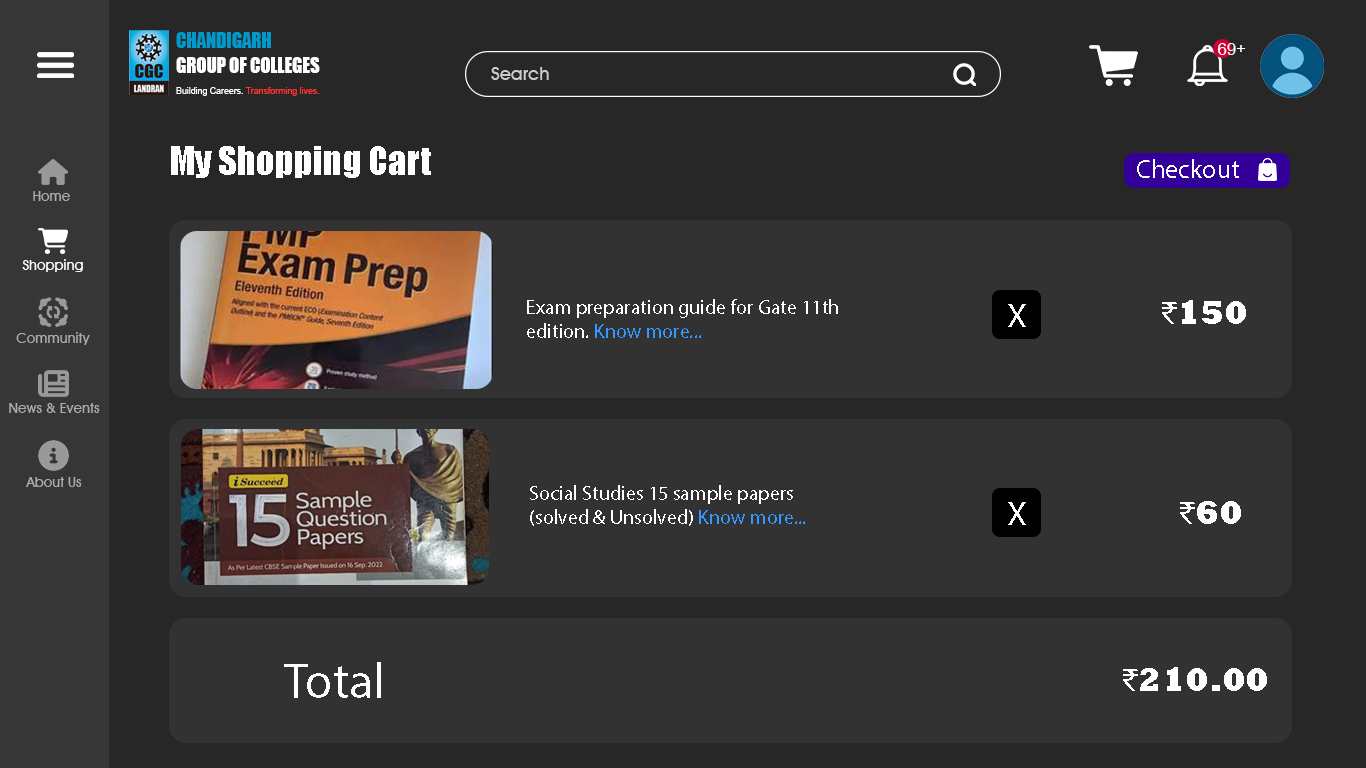 CHANDIGARH
GROUP OF COLLEGES
CGC
LANDRAN
Building Careers. Transforming lives.
Search
69+
My Shopping Cart
Checkout
Home
Shopping
Community
News & Events
About Us
PMP
Exam Prep
Eleventh Edition
Aligned with the current ECO (Examination Content
Outline) and the PMBOK® Guide, Seventh Edition
Proven study method
Exam preparation guide for Gate 11th
edition. Know more...
X
₹150
i Succeed
15 Sample
Question
Papers
As Per Latest CBSE Sample Paper Issued on 16 Sep. 2022
Social Studies 15 sample papers
(solved & Unsolved) Know more...
X
₹60
Total
₹210.00